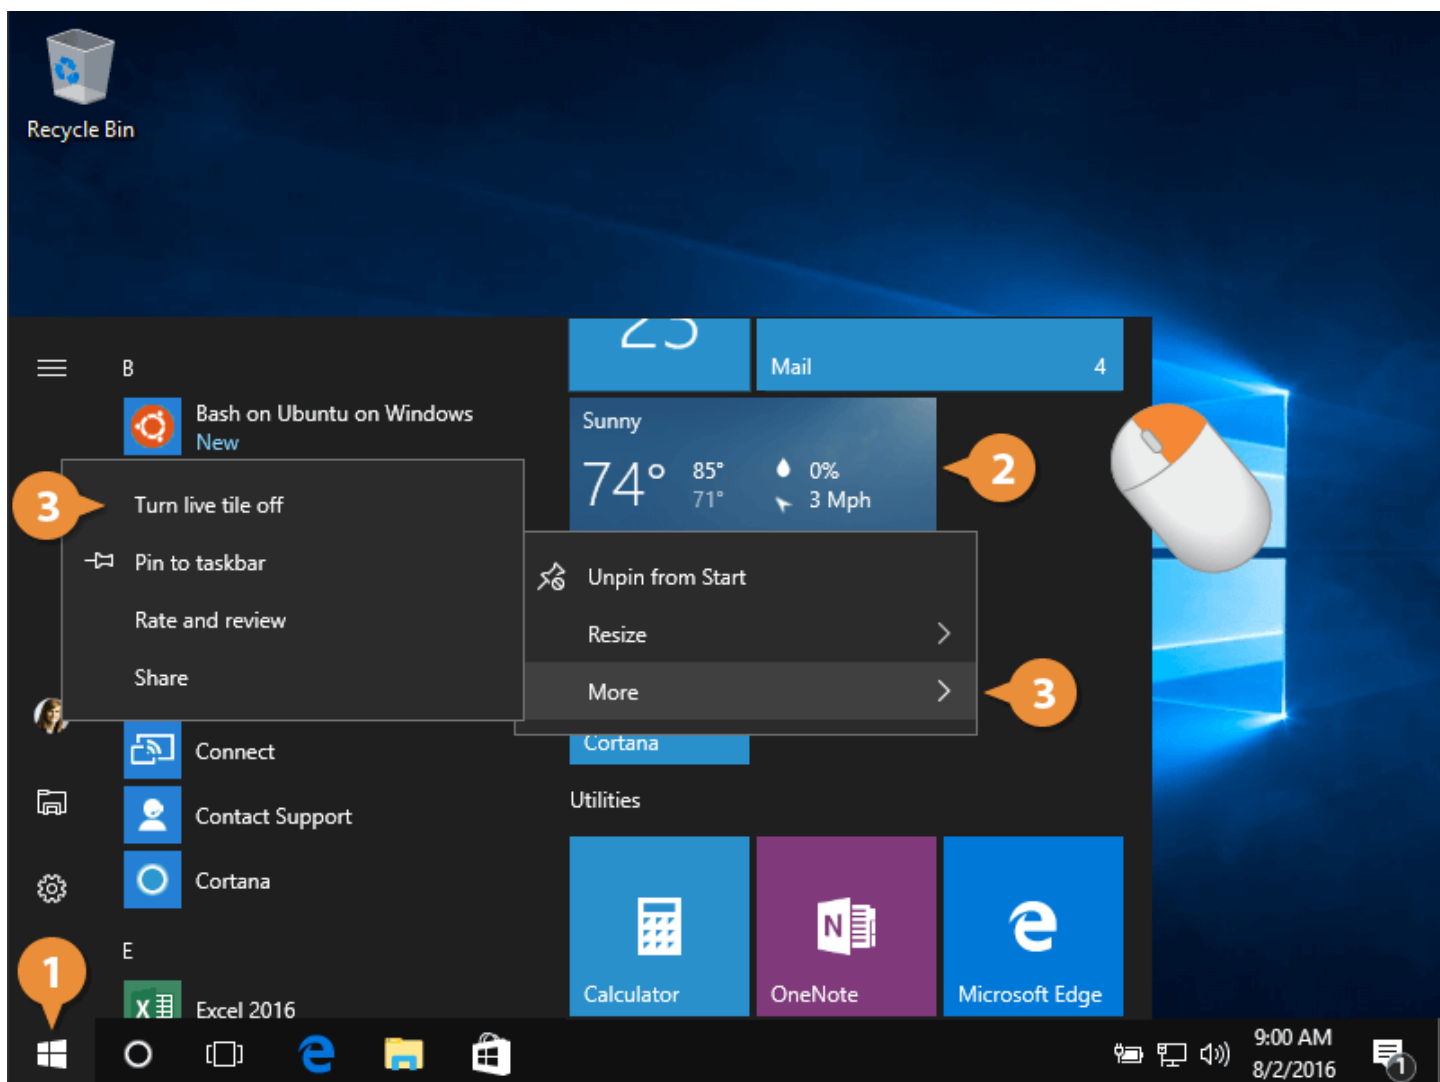 Recycle Bin
23
Mail 4
B
Bash on Ubuntu on Windows
New
Sunny
74° 85° 0%
71° 3 Mph
2
3
Turn live tile off
Pin to taskbar
Rate and review
Share
Unpin from Start
Resize
More
3
Connect
Cortana
Contact Support
Utilities
Cortana
E
1
Excel 2016
Calculator
OneNote
Microsoft Edge
9:00 AM
8/2/2016
1